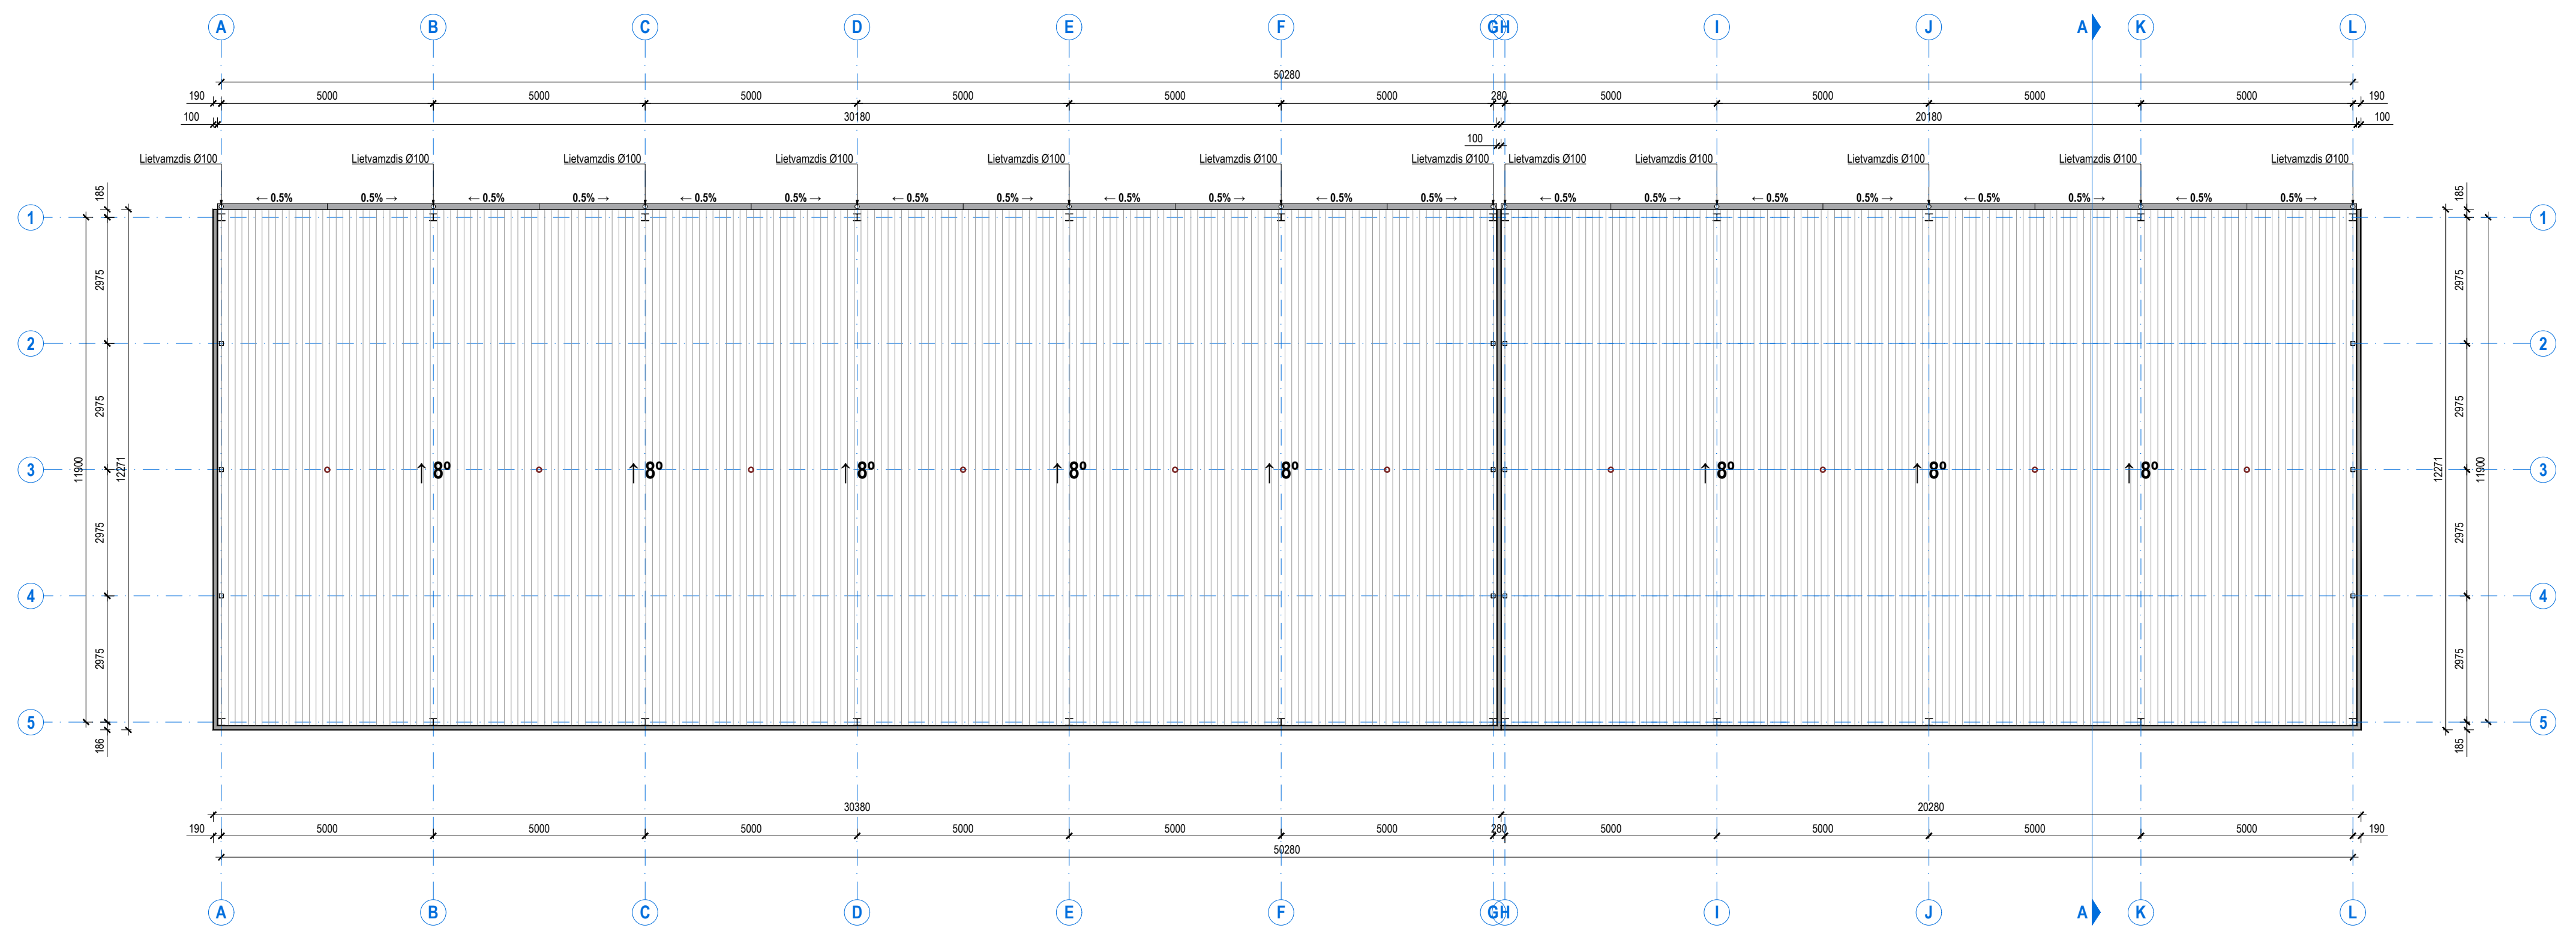 A B C D E F G H I J A K L
50280
190 5000 5000 5000 5000 5000 5000 280 5000 5000 5000 5000 190
100 30180 20180 100
100
Lietvamzdis Ø100 Lietvamzdis Ø100 Lietvamzdis Ø100 Lietvamzdis Ø100 Lietvamzdis Ø100 Lietvamzdis Ø100 Lietvamzdis Ø100 Lietvamzdis Ø100 Lietvamzdis Ø100 Lietvamzdis Ø100 Lietvamzdis Ø100 Lietvamzdis Ø100
185 ← 0.5% 0.5% → ← 0.5% 0.5% → ← 0.5% 0.5% → ← 0.5% 0.5% → ← 0.5% 0.5% → ← 0.5% 0.5% → ← 0.5% 0.5% → ← 0.5% 0.5% → ← 0.5% 0.5% → ← 0.5% 0.5% → 185
1 1
2975 2975
2 2
2975 2975
3 11900 12271 ↑ 8º ↑ 8º ↑ 8º ↑ 8º ↑ 8º ↑ 8º ↑ 8º ↑ 8º 12271 11900 3
2975 2975
4 4
2975 2975
5 5
186 185
30380 20280
190 5000 5000 5000 5000 5000 5000 280 5000 5000 5000 5000 190
50280
A B C D E F G H I J A K L